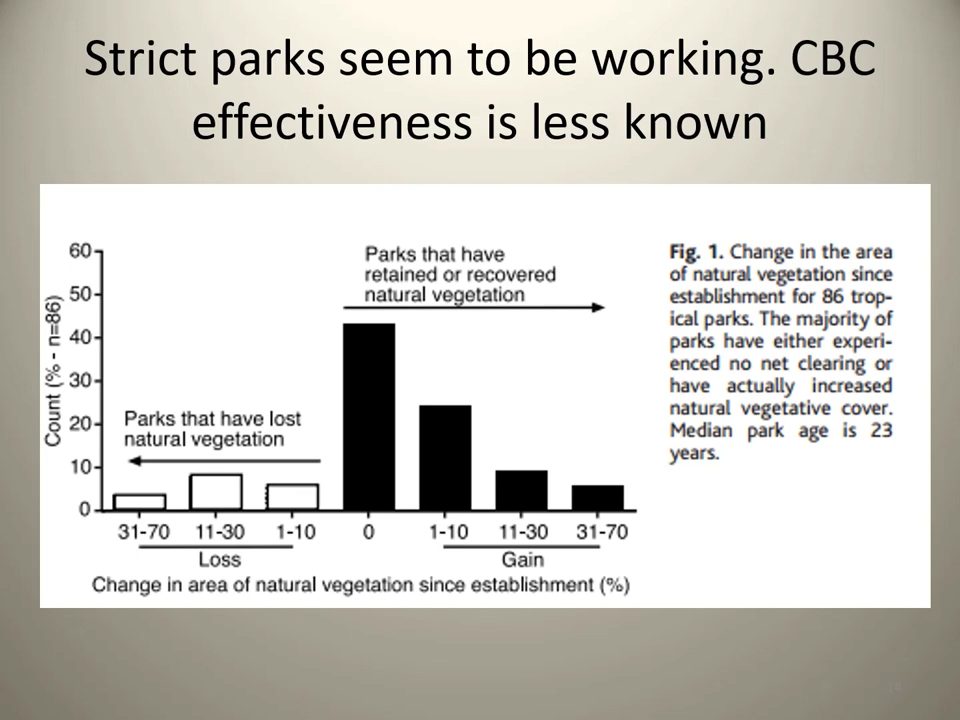 Strict parks seem to be working. CBC
effectiveness is less known
60
50
40
30
20
10
0
Count (% - n=86)
Parks that have
retained or recovered
natural vegetation
Parks that have lost
natural vegetation
31-70 11-30 1-10 0 1-10 11-30 31-70
Loss Gain
Change in area of natural vegetation since establishment (%)
Fig. 1. Change in the area
of natural vegetation since
establishment for 86 trop-
ical parks. The majority of
parks have either experi-
enced no net clearing or
have actually increased
natural vegetative cover.
Median park age is 23
years.